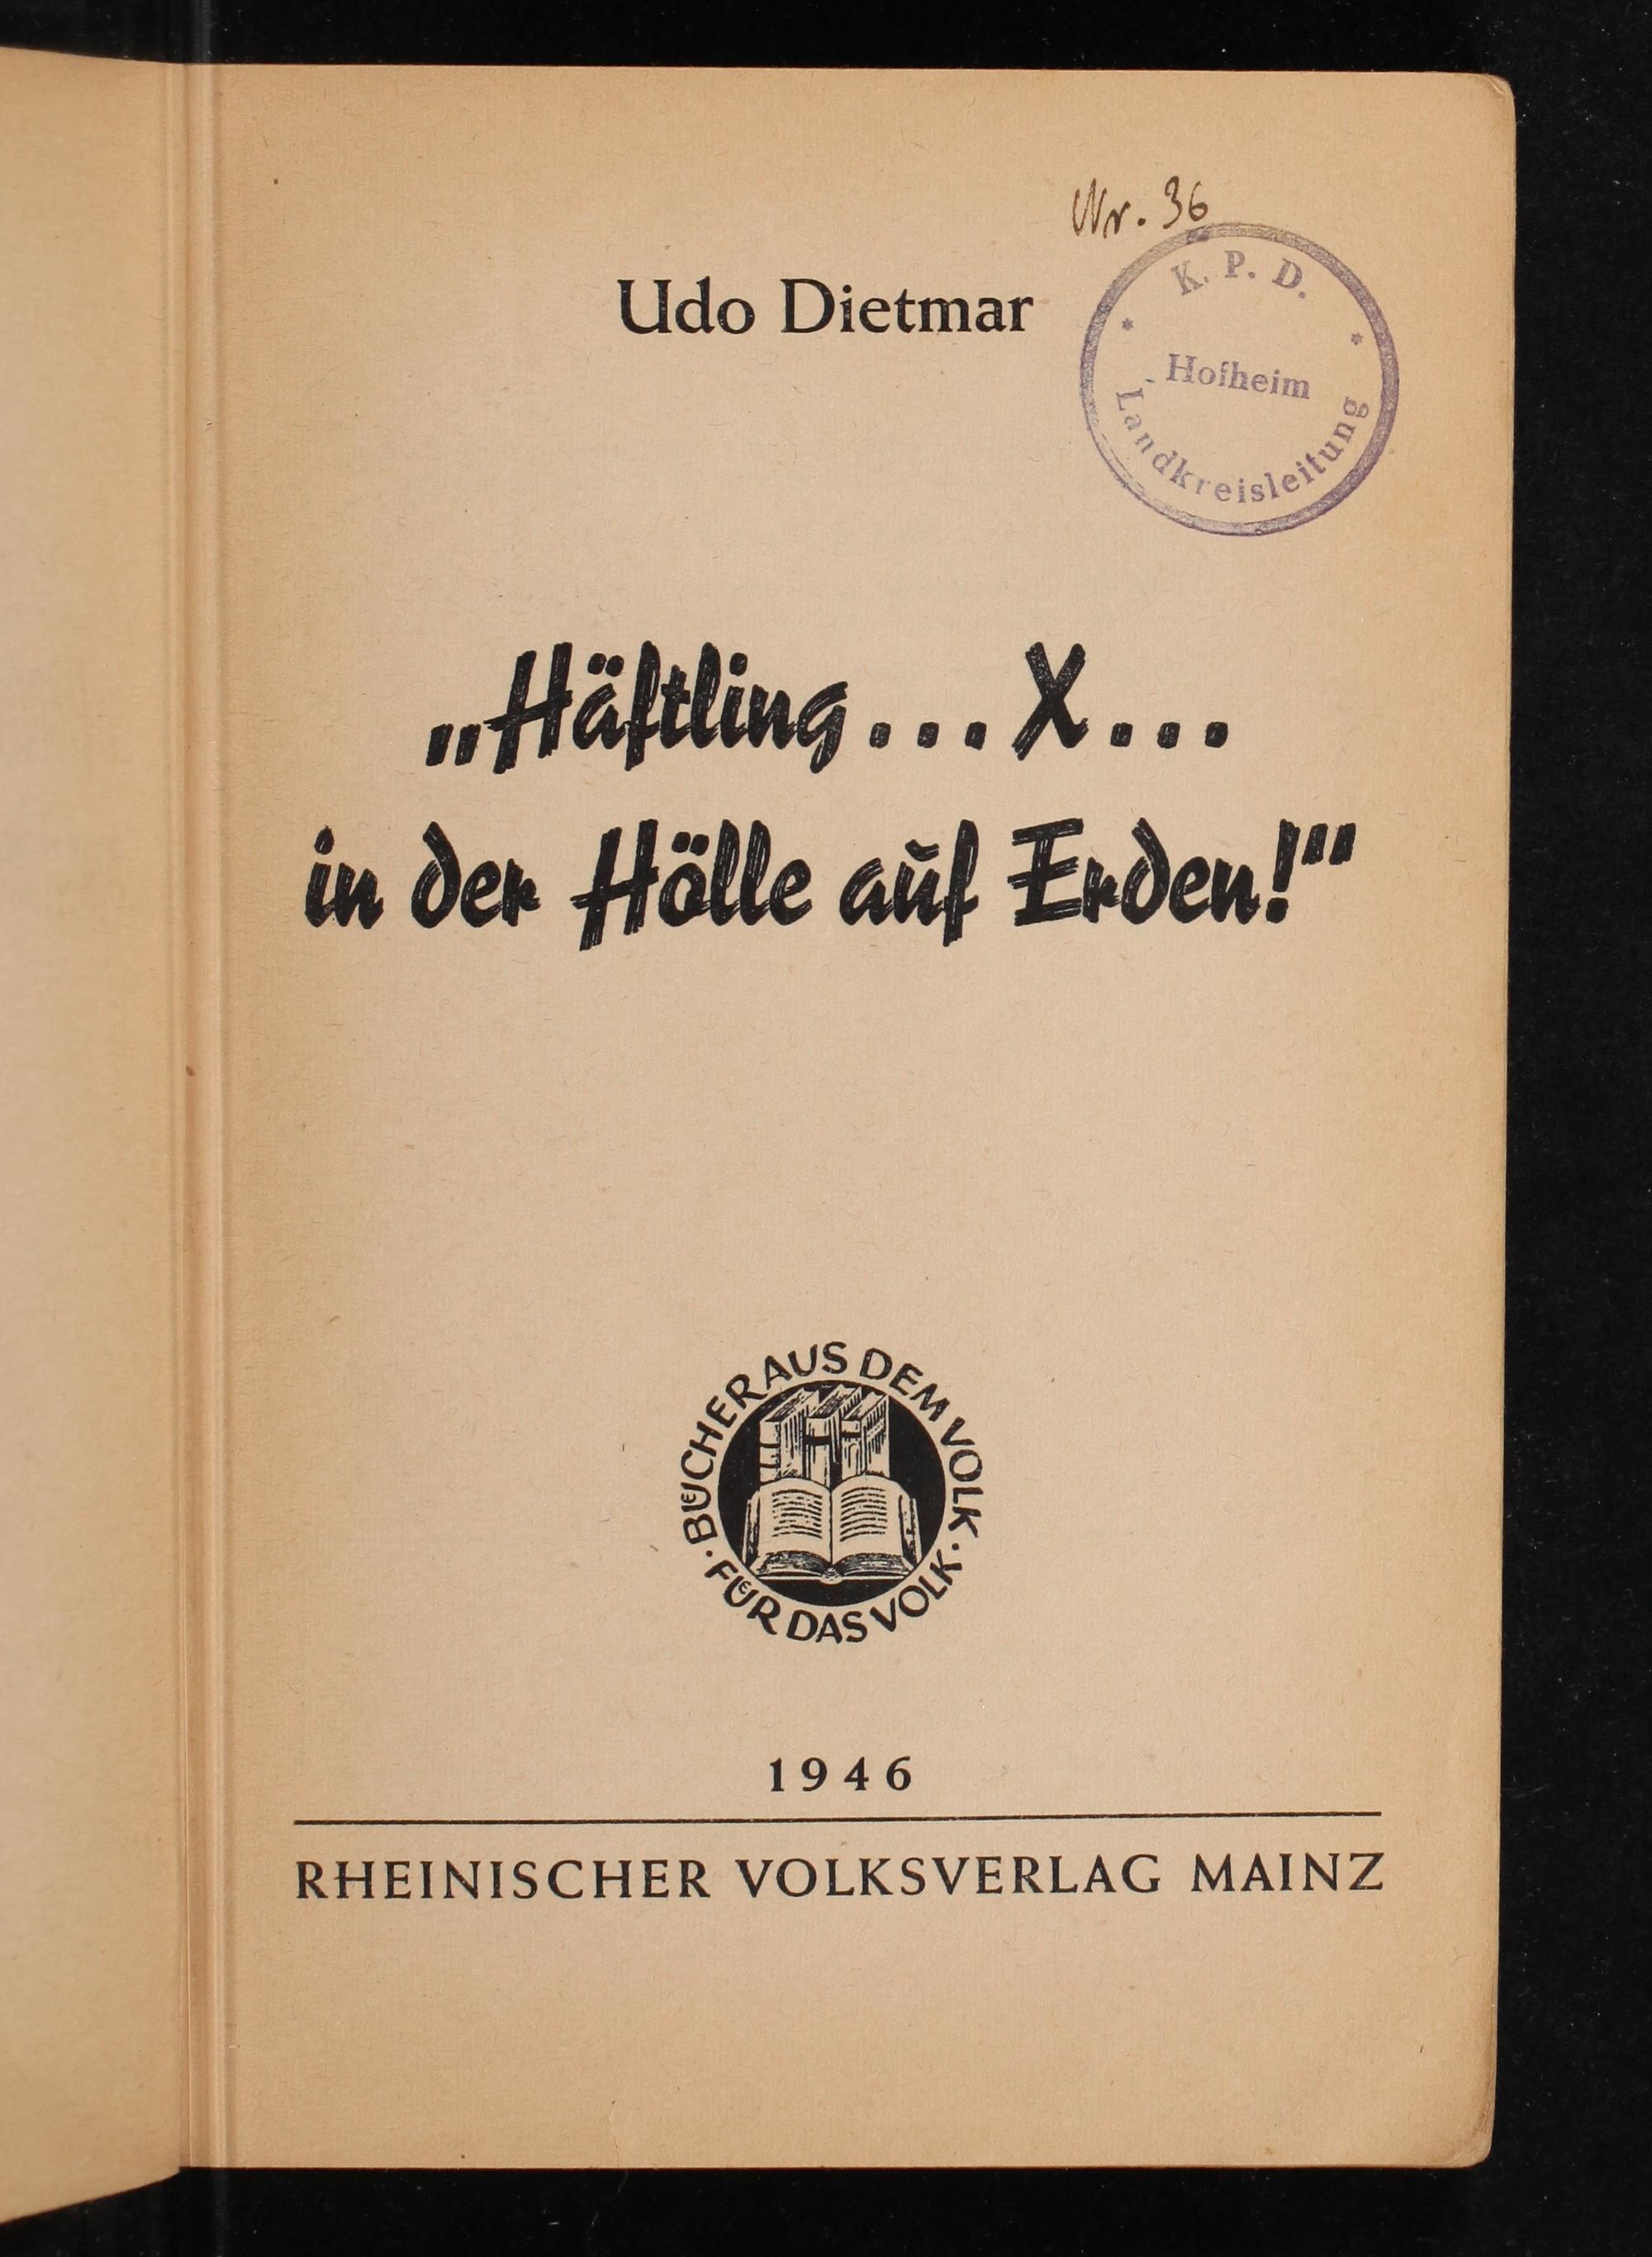 Nr. 36
K. P. D.
Hofheim
Landkreisleitung
Udo Dietmar
„Häftling... X...
in der Hölle auf Erden!"
BÜCHER AUS DEM VOLK · FÜR DAS VOLK ·
1946
RHEINISCHER VOLKSVERLAG MAINZ